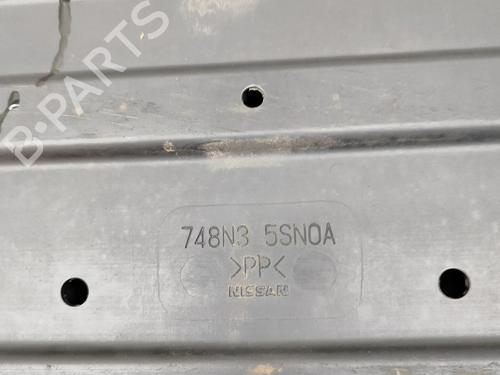 B·PARTS
748N3 5SN0A
>PP<
NISSAN